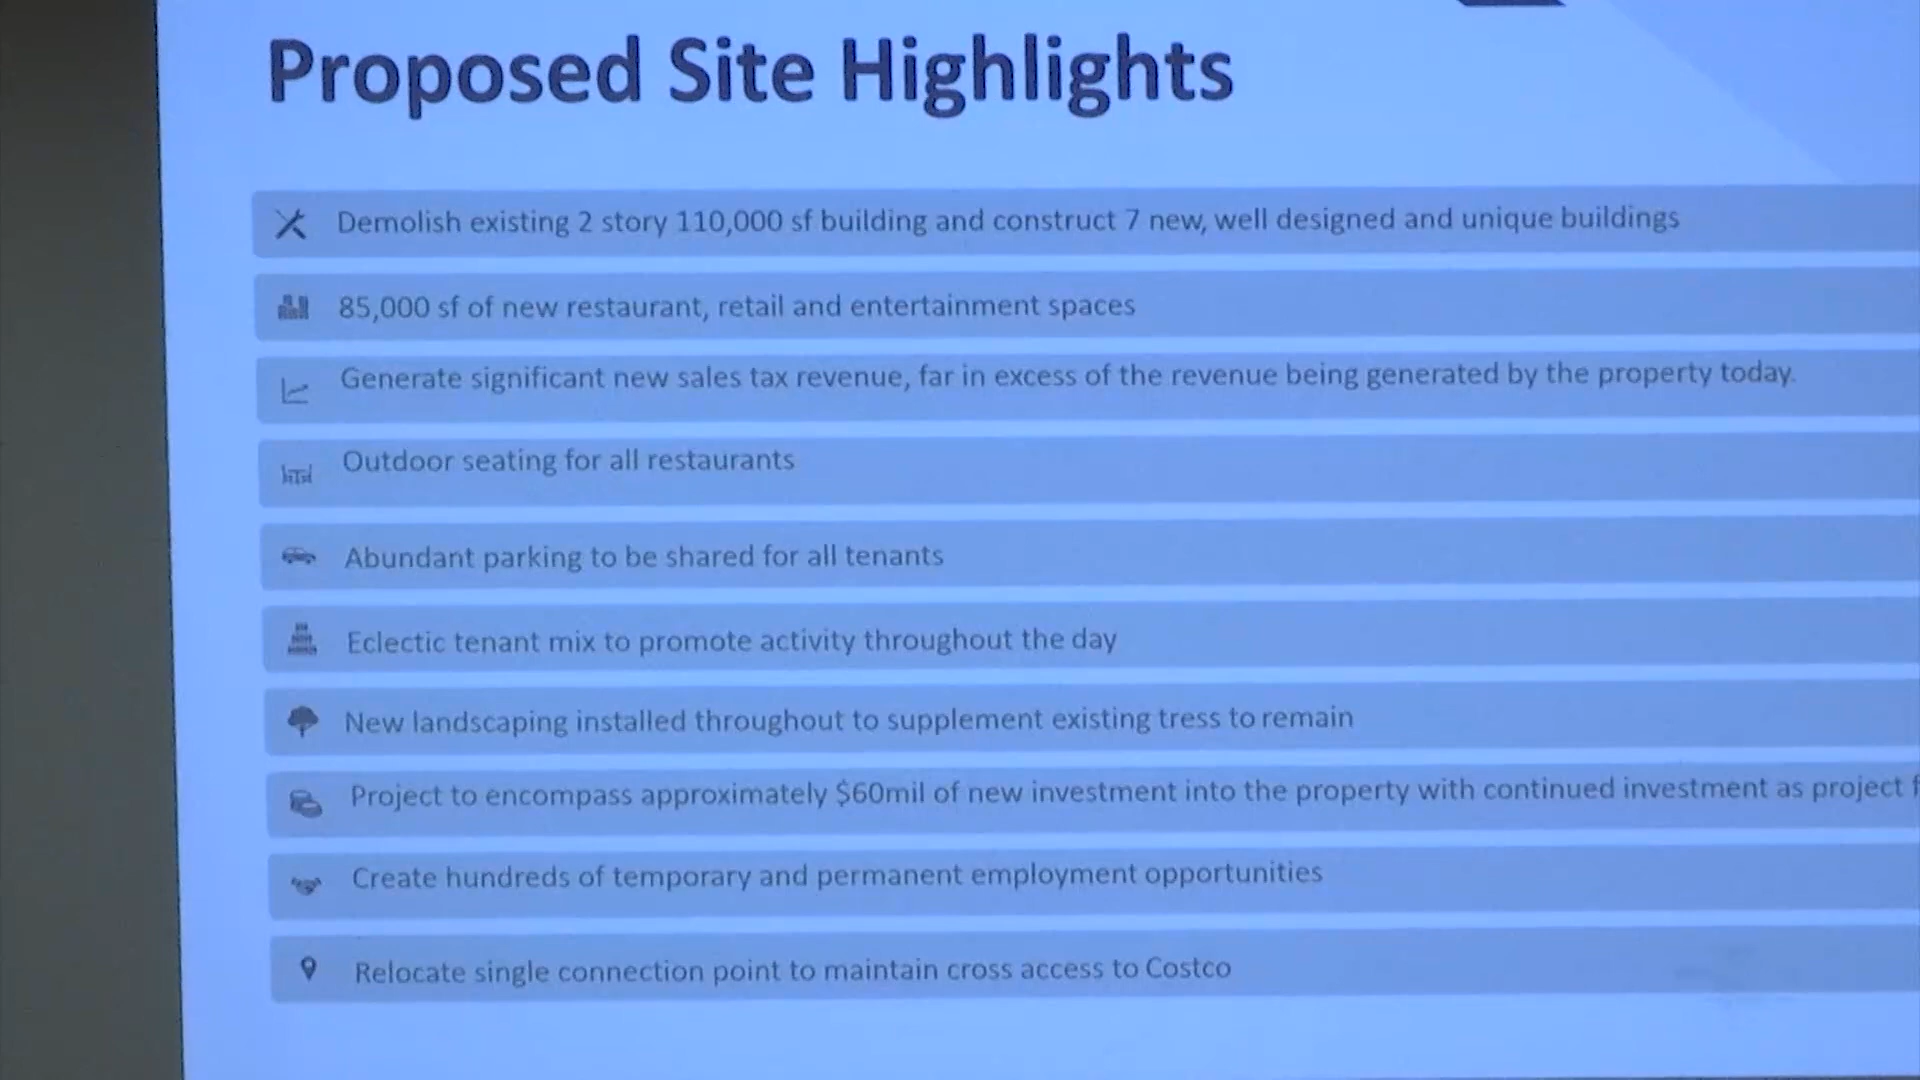 Proposed Site Highlights
Demolish existing 2 story 110,000 sf building and construct 7 new, well designed and unique buildings
85,000 sf of new restaurant, retail and entertainment spaces
Generate significant new sales tax revenue, far in excess of the revenue being generated by the property today.
Outdoor seating for all restaurants
Abundant parking to be shared for all tenants
Eclectic tenant mix to promote activity throughout the day
New landscaping installed throughout to supplement existing tress to remain
Project to encompass approximately $60mil of new investment into the property with continued investment as project
Create hundreds of temporary and permanent employment opportunities
Relocate single connection point to maintain cross access to Costco